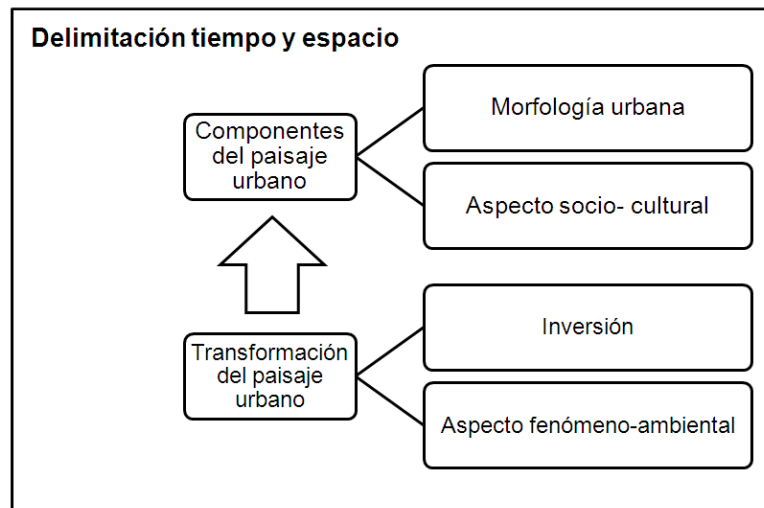 Delimitación tiempo y espacio
Componentes
del paisaje
urbano
Morfología urbana
Aspecto socio- cultural
Transformación
del paisaje
urbano
Inversión
Aspecto fenómeno-ambiental